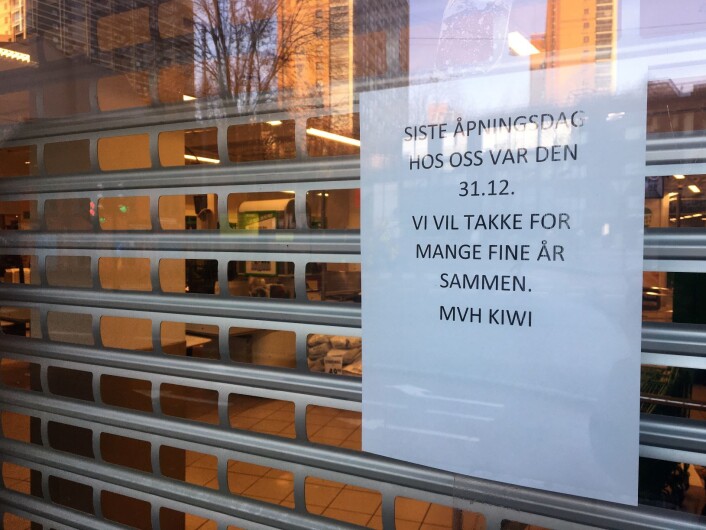 SISTE ÅPNINGSDAG
HOS OSS VAR DEN
31.12.
VI VIL TAKKE FOR
MANGE FINE ÅR
SAMMEN.
MVH KIWI